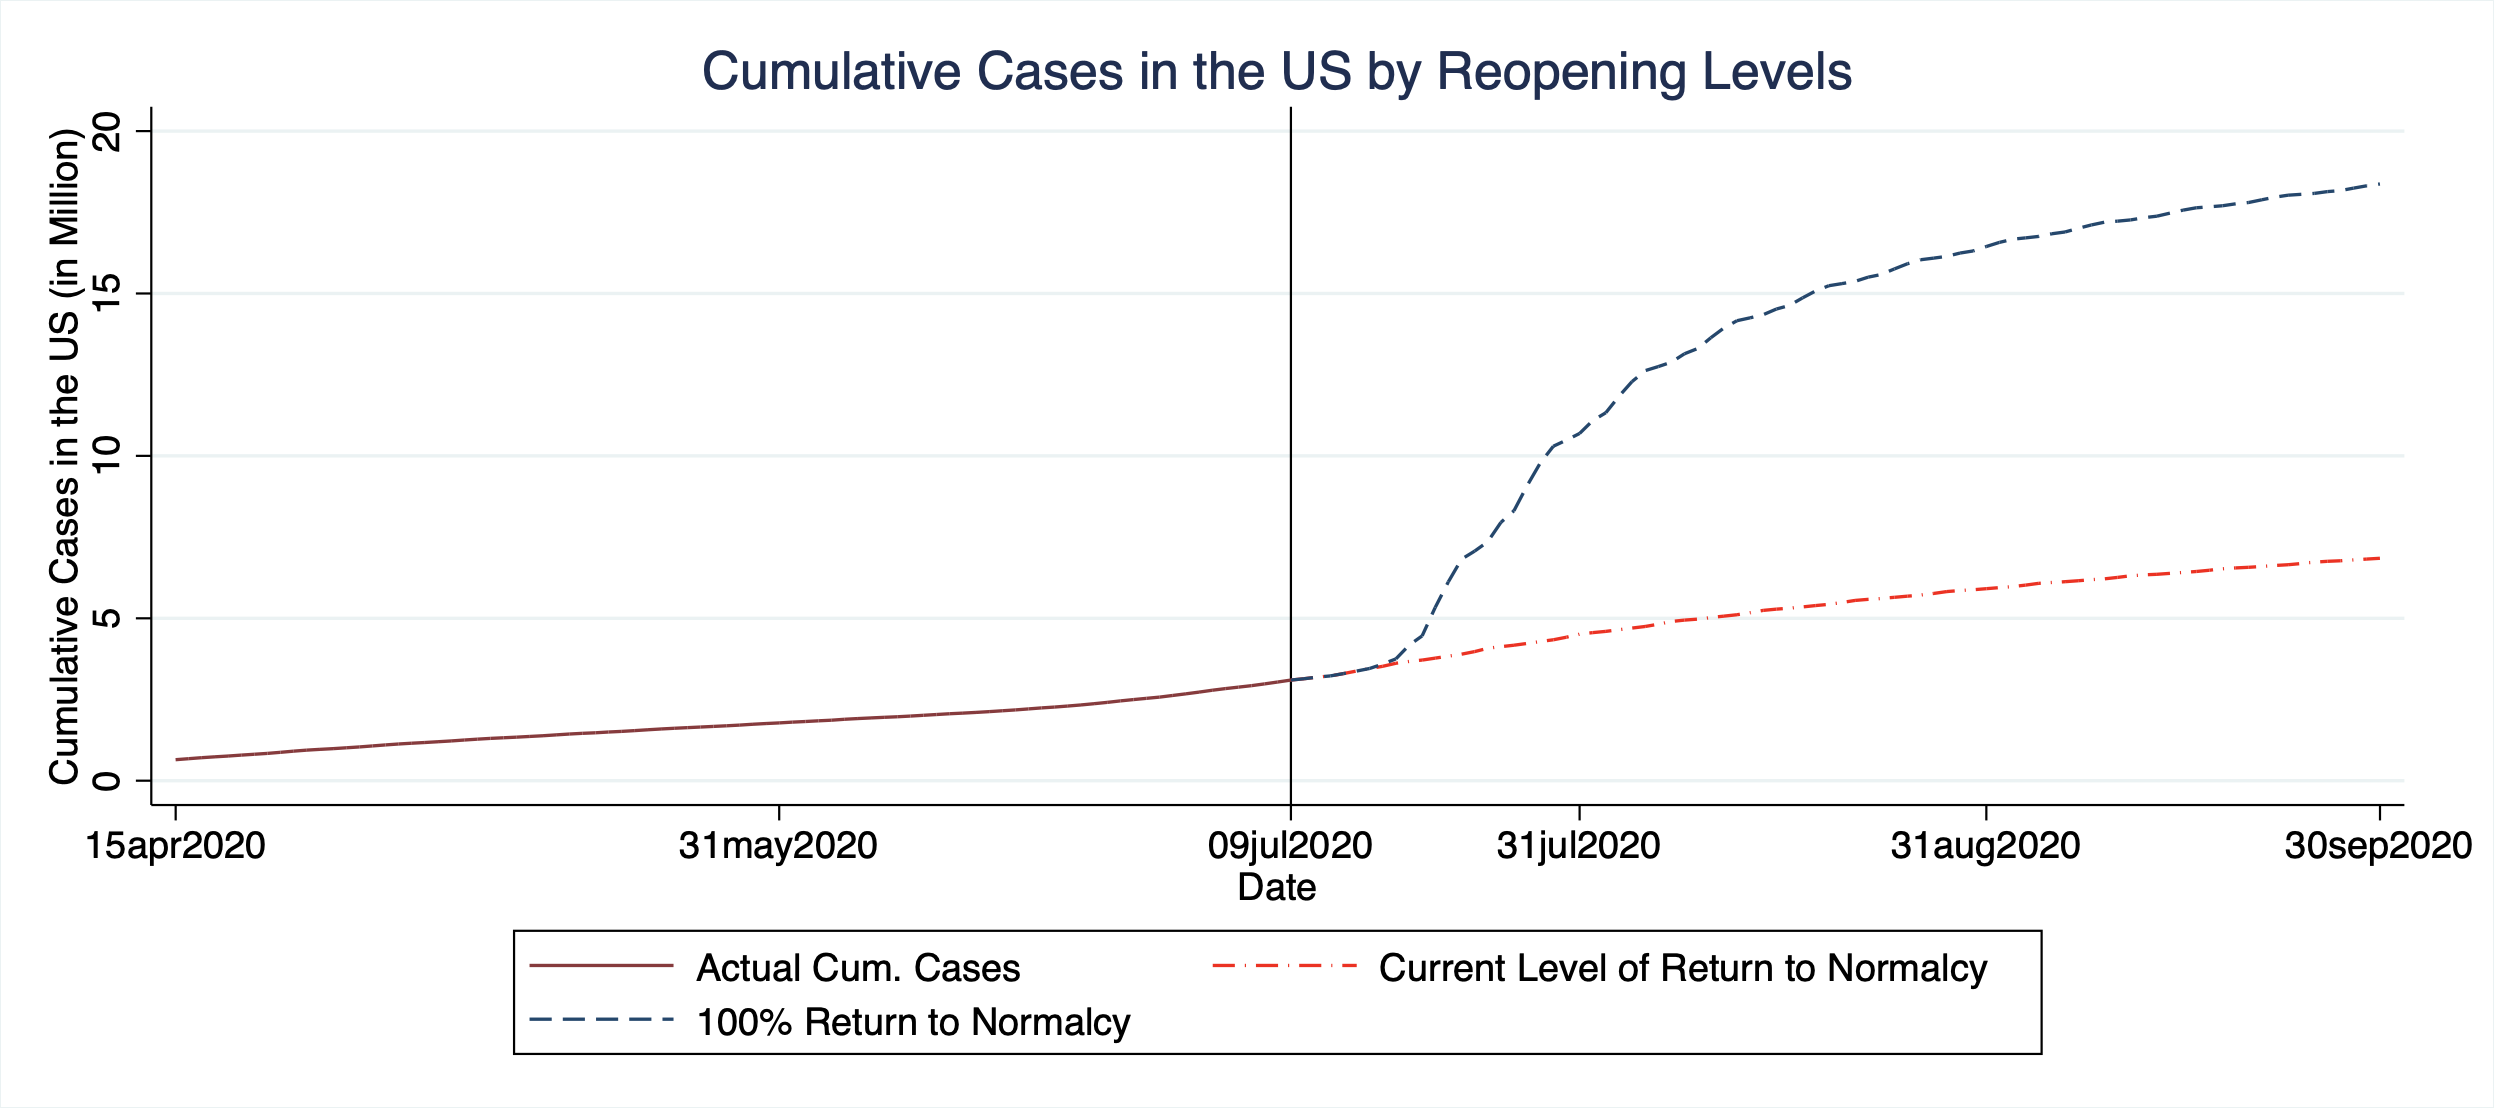 Cumulative Cases in the US by Reopening Levels
Cumulative Cases in the US (in Million)
20
15
10
5
0
15apr2020 31may2020 09jul2020 31jul2020 31aug2020 30sep2020
Date
Actual Cum. Cases Current Level of Return to Normalcy
100% Return to Normalcy